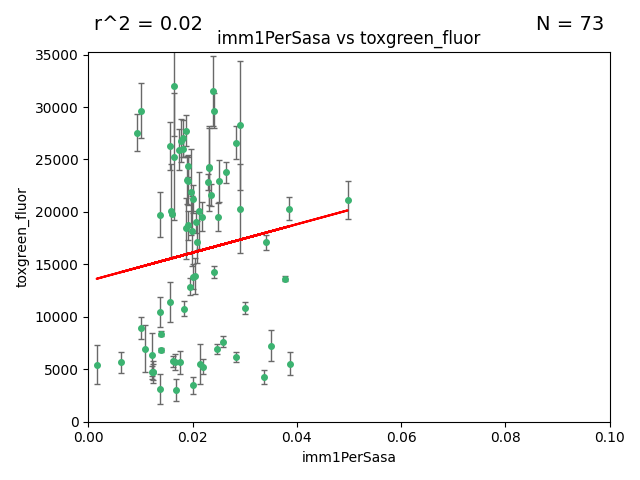 r^2 = 0.02
N = 73
imm1PerSasa vs toxgreen_fluor
35000
30000
25000
20000
15000
10000
5000
0
toxgreen_fluor
0.00 0.02 0.04 0.06 0.08 0.10
imm1PerSasa